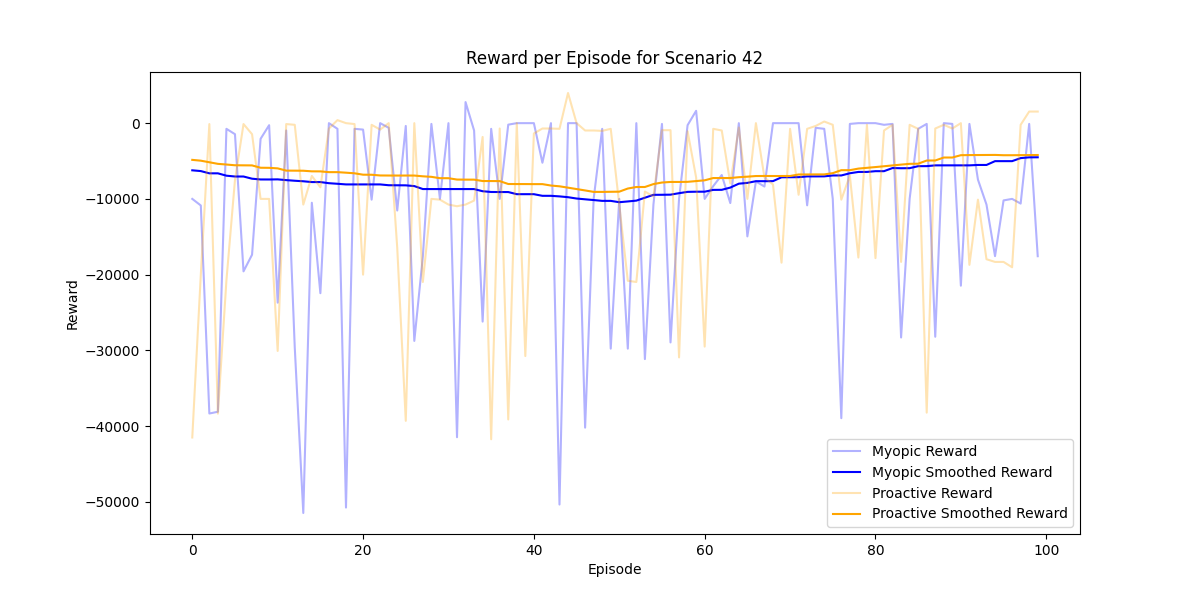 Reward per Episode for Scenario 42
Reward
0
−10000
−20000
−30000
−40000
−50000
0 20 40 60 80 100
Episode
Myopic Reward
Myopic Smoothed Reward
Proactive Reward
Proactive Smoothed Reward